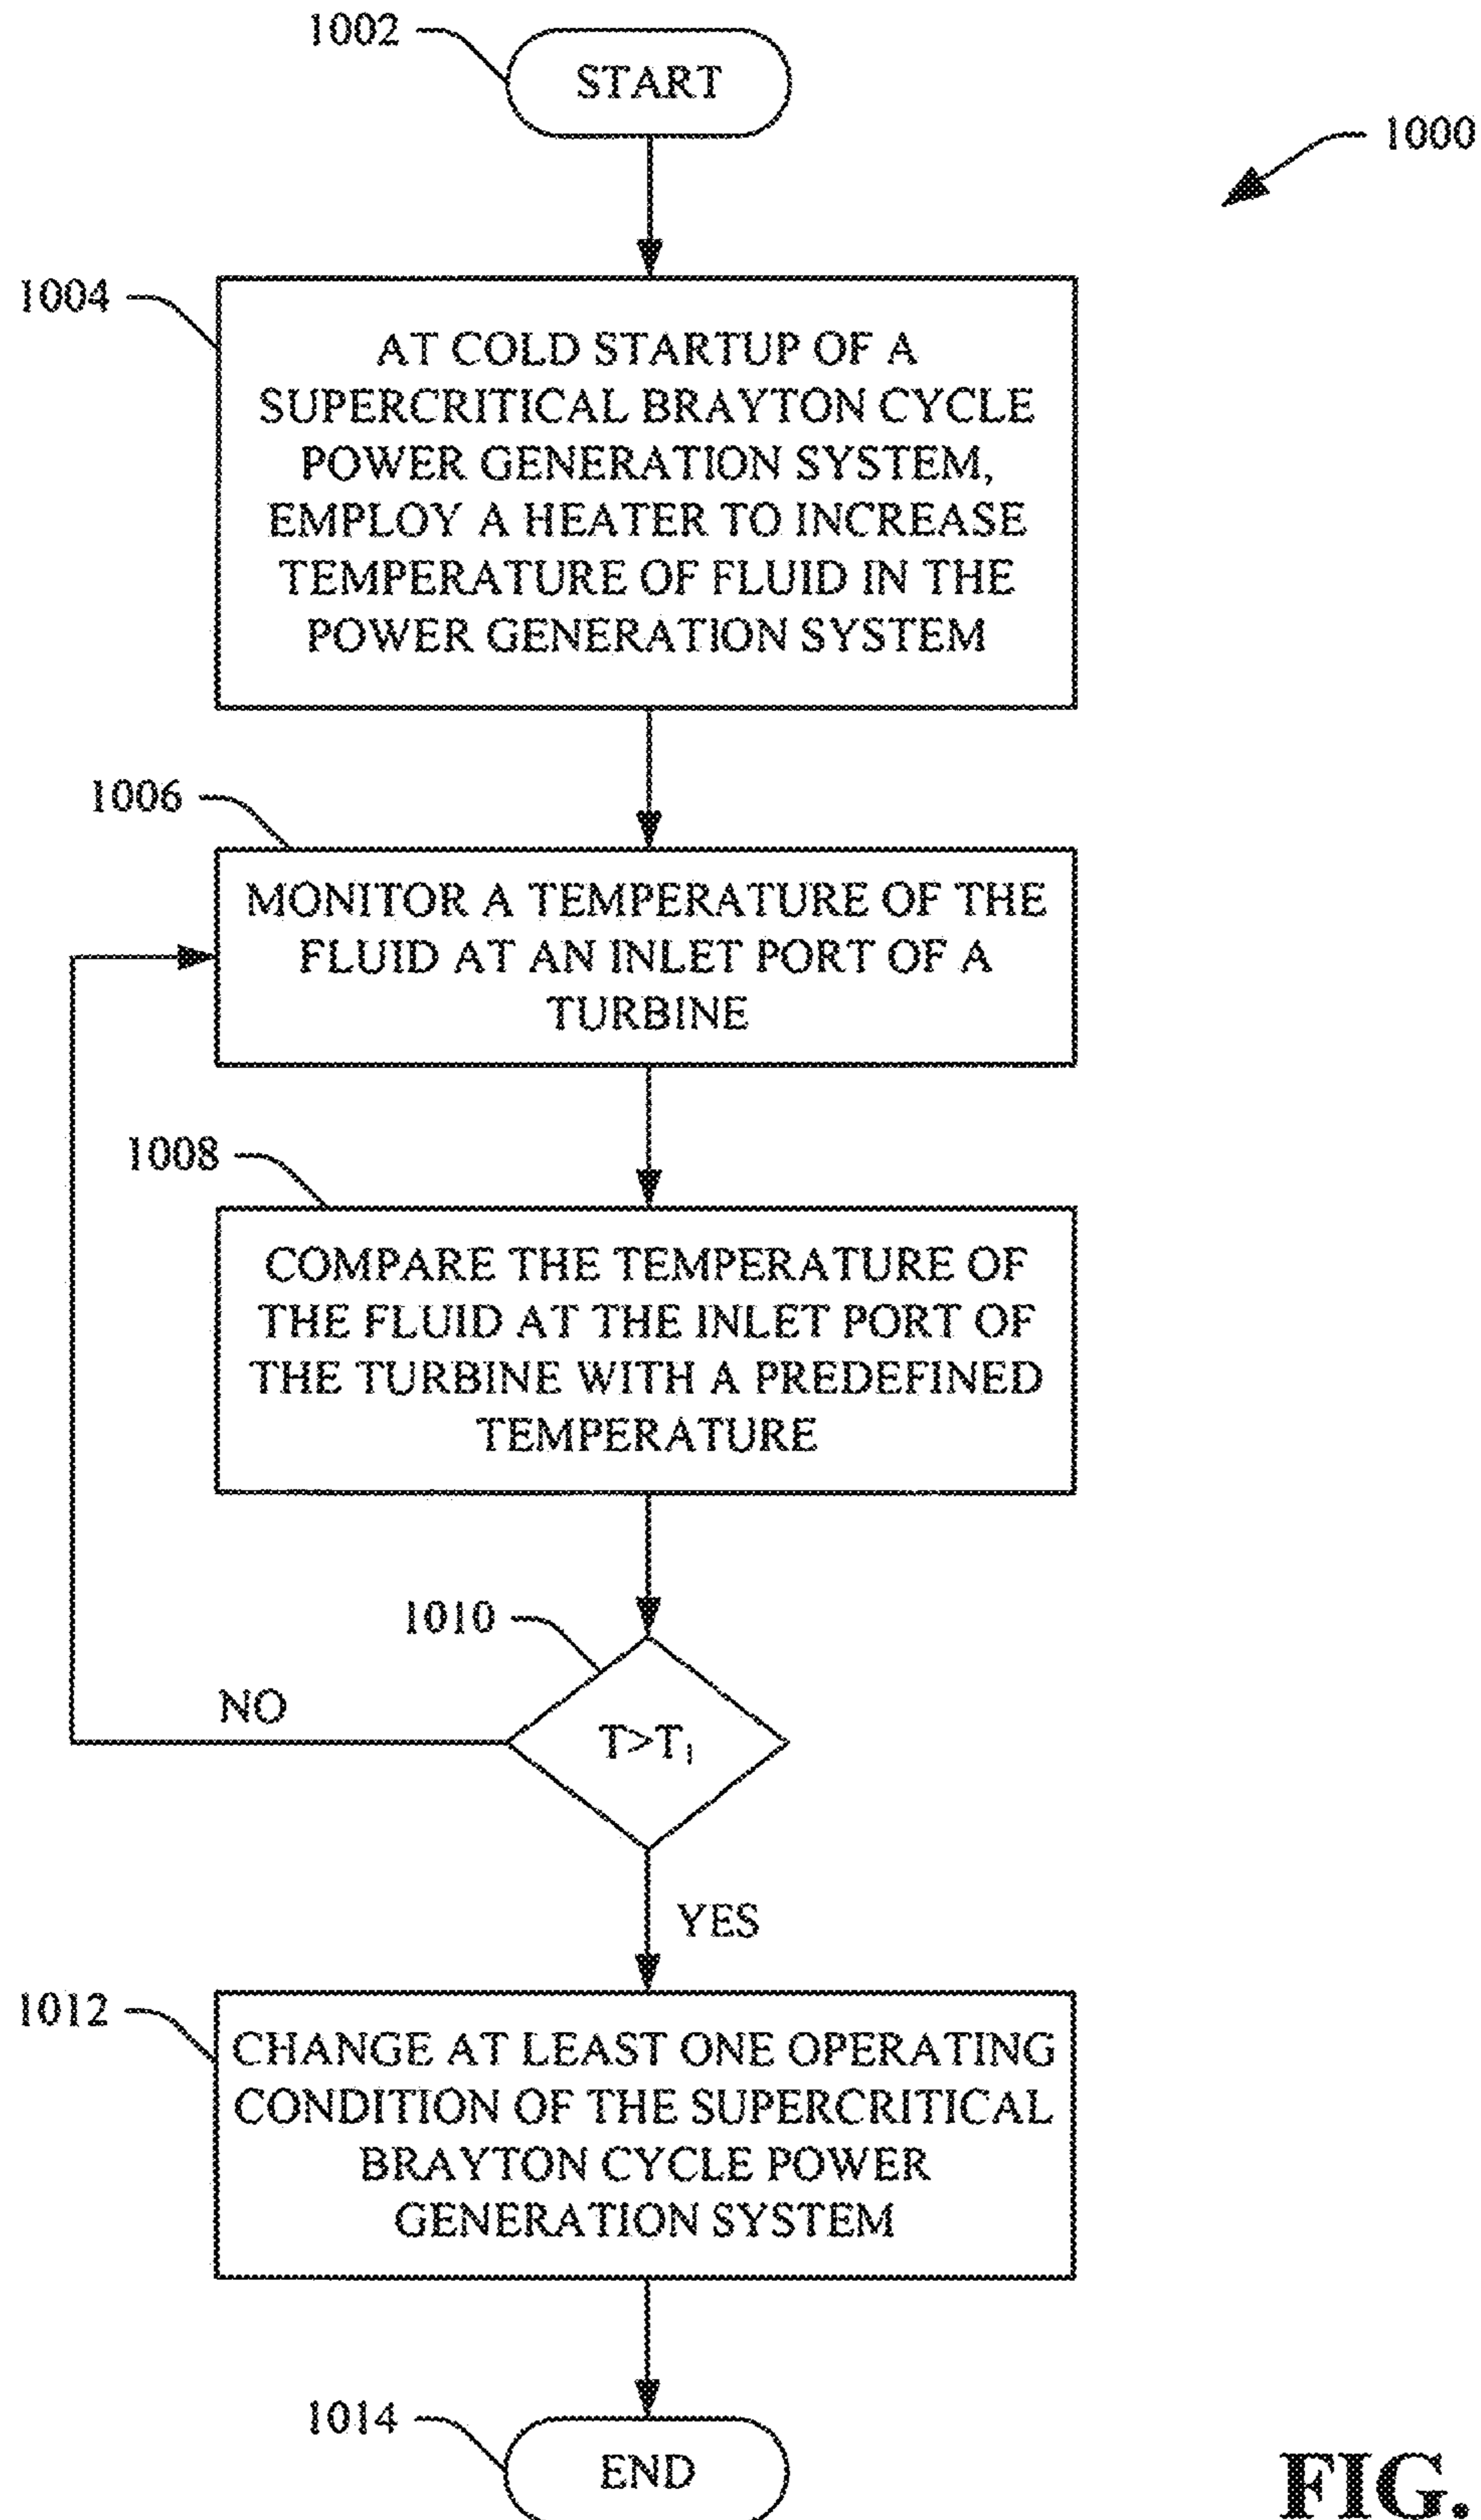 1002
START
1000
1004
AT COLD STARTUP OF A
SUPERCRITICAL BRAYTON CYCLE
POWER GENERATION SYSTEM,
EMPLOY A HEATER TO INCREASE
TEMPERATURE OF FLUID IN THE
POWER GENERATION SYSTEM
1006
MONITOR A TEMPERATURE OF THE
FLUID AT AN INLET PORT OF A
TURBINE
1008
COMPARE THE TEMPERATURE OF
THE FLUID AT THE INLET PORT OF
THE TURBINE WITH A PREDEFINED
TEMPERATURE
1010
NO
T>T₁
YES
1012
CHANGE AT LEAST ONE OPERATING
CONDITION OF THE SUPERCRITICAL
BRAYTON CYCLE POWER
GENERATION SYSTEM
1014
END
FIG.